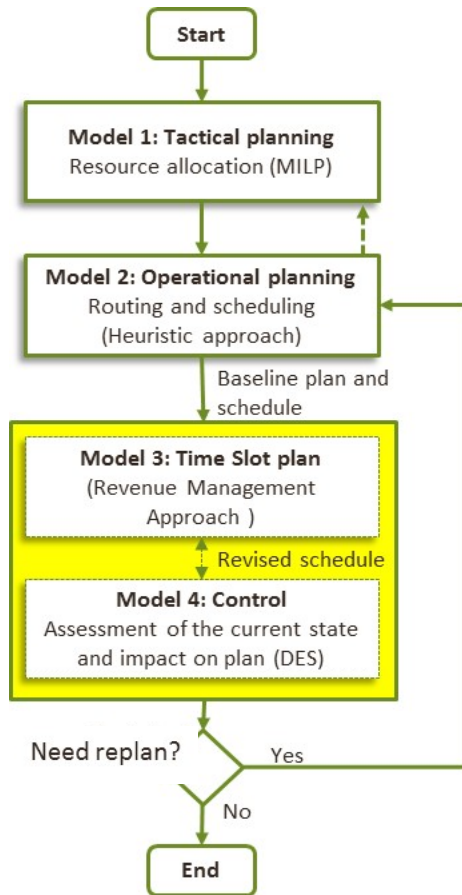 Start
Model 1: Tactical planning
Resource allocation (MILP)
Model 2: Operational planning
Routing and scheduling
(Heuristic approach)
Baseline plan and
schedule
Model 3: Time Slot plan
(Revenue Management
Approach )
Revised schedule
Model 4: Control
Assessment of the current state
and impact on plan (DES)
Need replan?
Yes
No
End